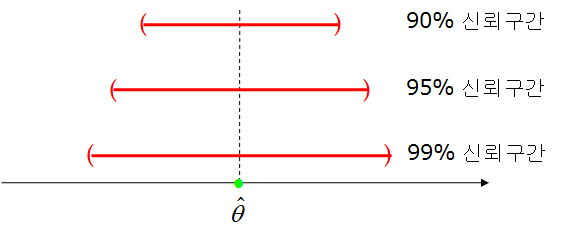 ( ) 90% 신뢰구간
( ) 95% 신뢰구간
( ) 99% 신뢰구간
θ̂